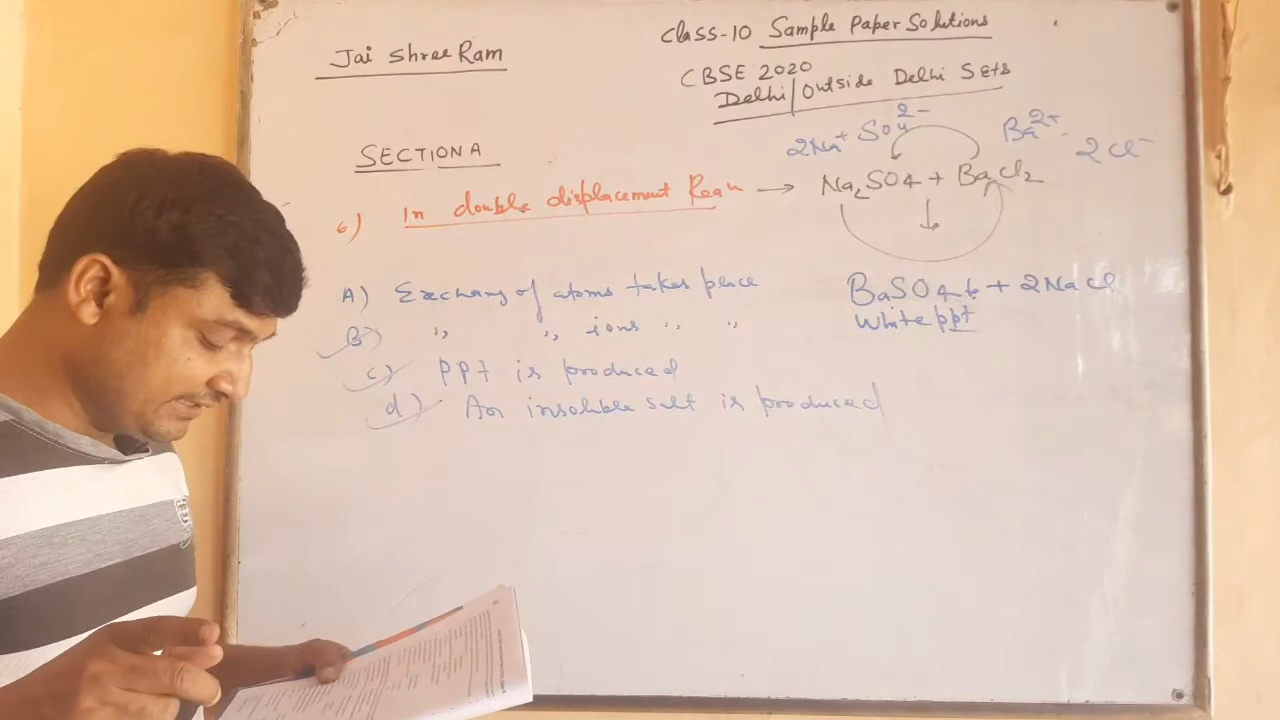 Jai Shree Ram
Class-10 Sample Paper Solutions
CBSE 2020
Delhi/Outside Delhi Sets
SECTION A
2Na⁺ SO₄²⁻ Ba²⁺ 2Cl⁻
6) In double displacement Reaⁿ → Na₂SO4 + BaCl₂
A) Exchang of atoms takes place
B) " " ions " "
c) PPt is produced
d) An insoluble salt is produced
↓
BaSO4↓ + 2NaCl
White ppt